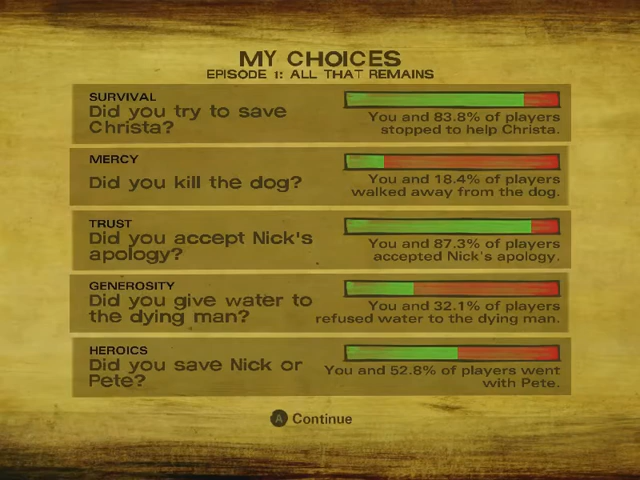 MY CHOICES
EPISODE 1: ALL THAT REMAINS
SURVIVAL
Did you try to save
Christa?
You and 83.8% of players
stopped to help Christa.
MERCY
Did you kill the dog?
You and 18.4% of players
walked away from the dog.
TRUST
Did you accept Nick's
apology?
You and 87.3% of players
accepted Nick's apology.
GENEROSITY
Did you give water to
the dying man?
You and 32.1% of players
refused water to the dying man.
HEROICS
Did you save Nick or
Pete?
You and 52.8% of players went
with Pete.
A Continue